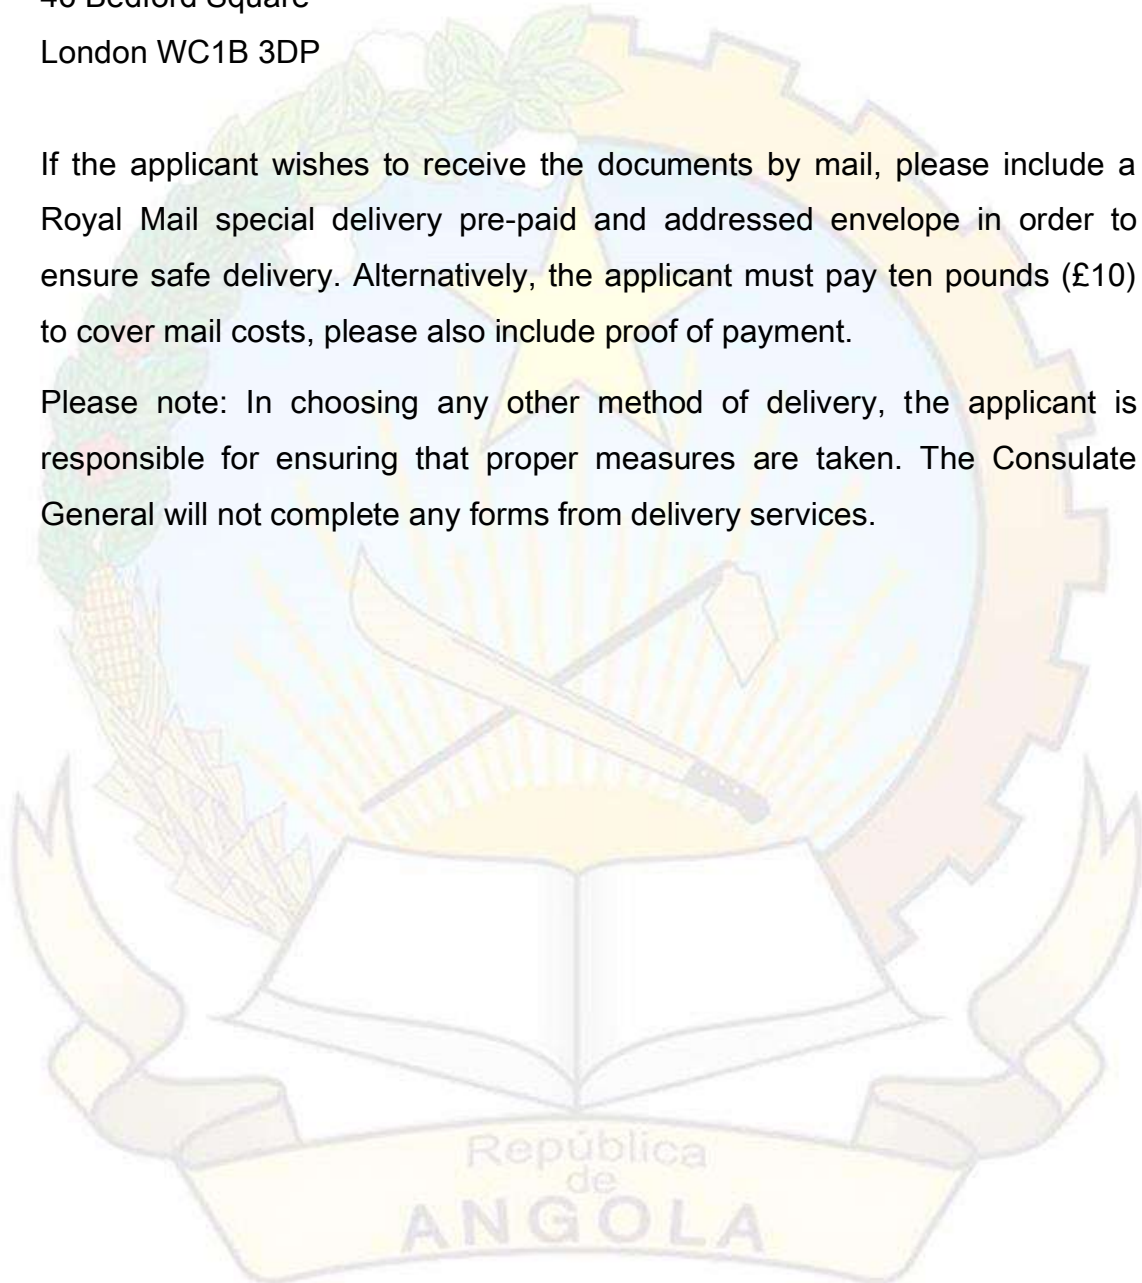 46 Bedford Square
London WC1B 3DP
If the applicant wishes to receive the documents by mail, please include a
Royal Mail special delivery pre-paid and addressed envelope in order to
ensure safe delivery. Alternatively, the applicant must pay ten pounds (£10)
to cover mail costs, please also include proof of payment.
Please note: In choosing any other method of delivery, the applicant is
responsible for ensuring that proper measures are taken. The Consulate
General will not complete any forms from delivery services.
República
de
ANGOLA